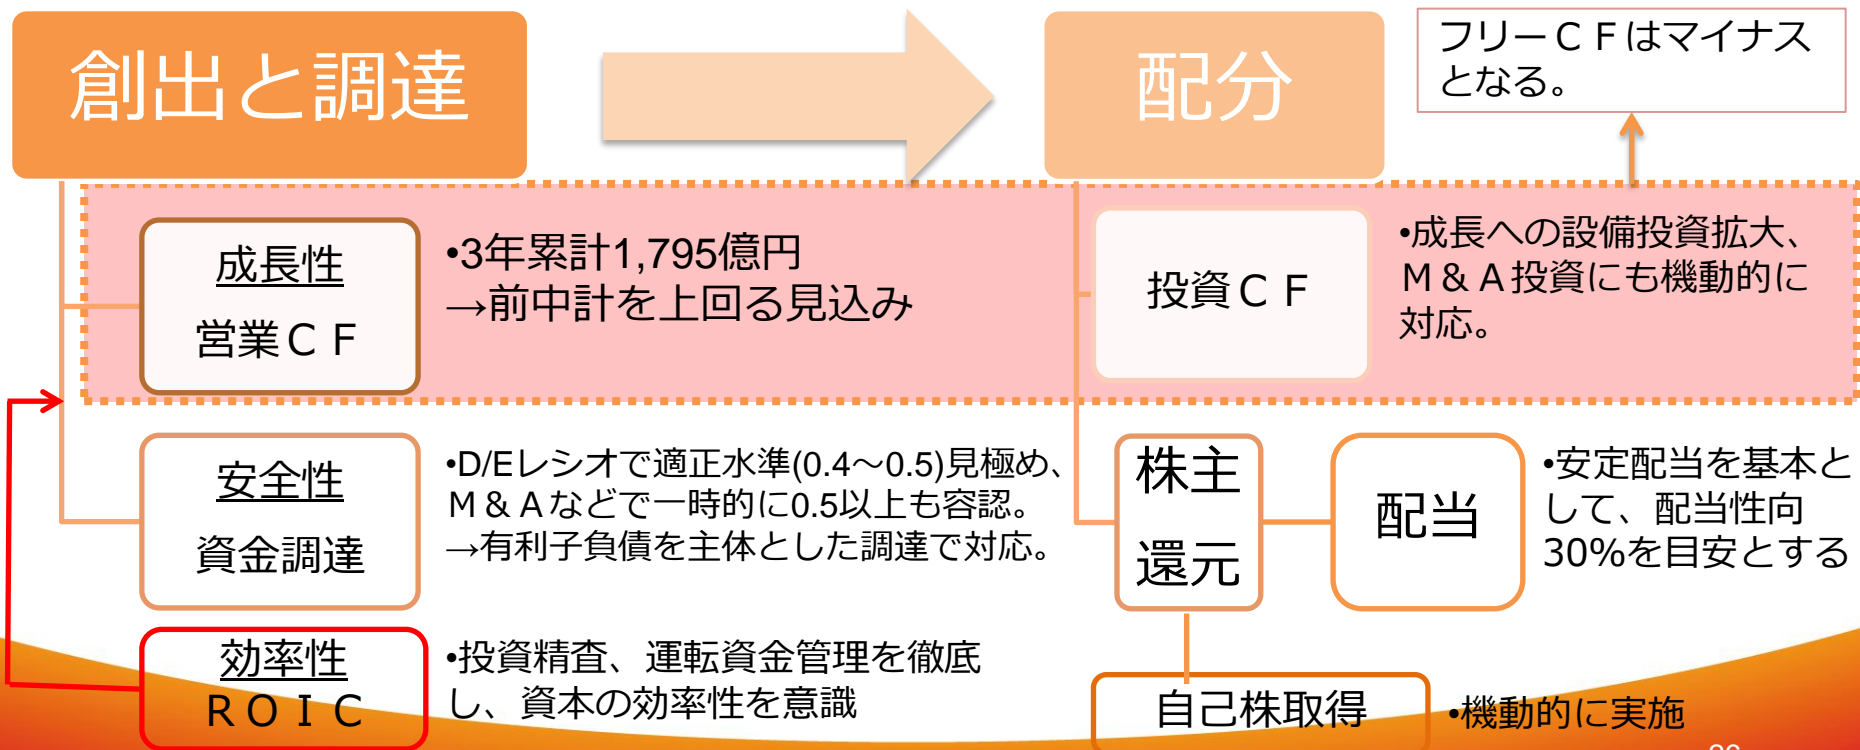 創出と調達
配分
フリーＣＦはマイナス
となる。
成長性
営業ＣＦ
•3年累計1,795億円
→前中計を上回る見込み
投資ＣＦ
•成長への設備投資拡大、
Ｍ＆Ａ投資にも機動的に
対応。
安全性
資金調達
•D/Eレシオで適正水準(0.4～0.5)見極め、
Ｍ＆Ａなどで一時的に0.5以上も容認。
→有利子負債を主体とした調達で対応。
株主
還元
配当
•安定配当を基本と
して、配当性向
30%を目安とする
効率性
ＲＯＩＣ
•投資精査、運転資金管理を徹底
し、資本の効率性を意識
自己株取得
•機動的に実施